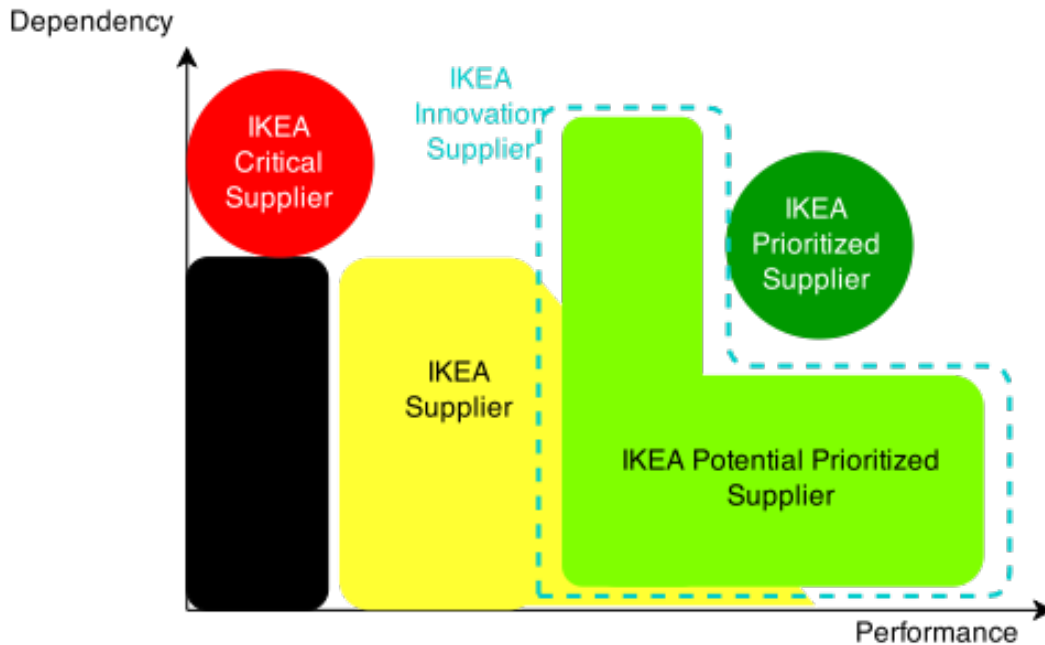 Dependency
IKEA
Critical
Supplier
IKEA
Innovation
Supplier
IKEA
Prioritized
Supplier
IKEA
Supplier
IKEA Potential Prioritized
Supplier
Performance